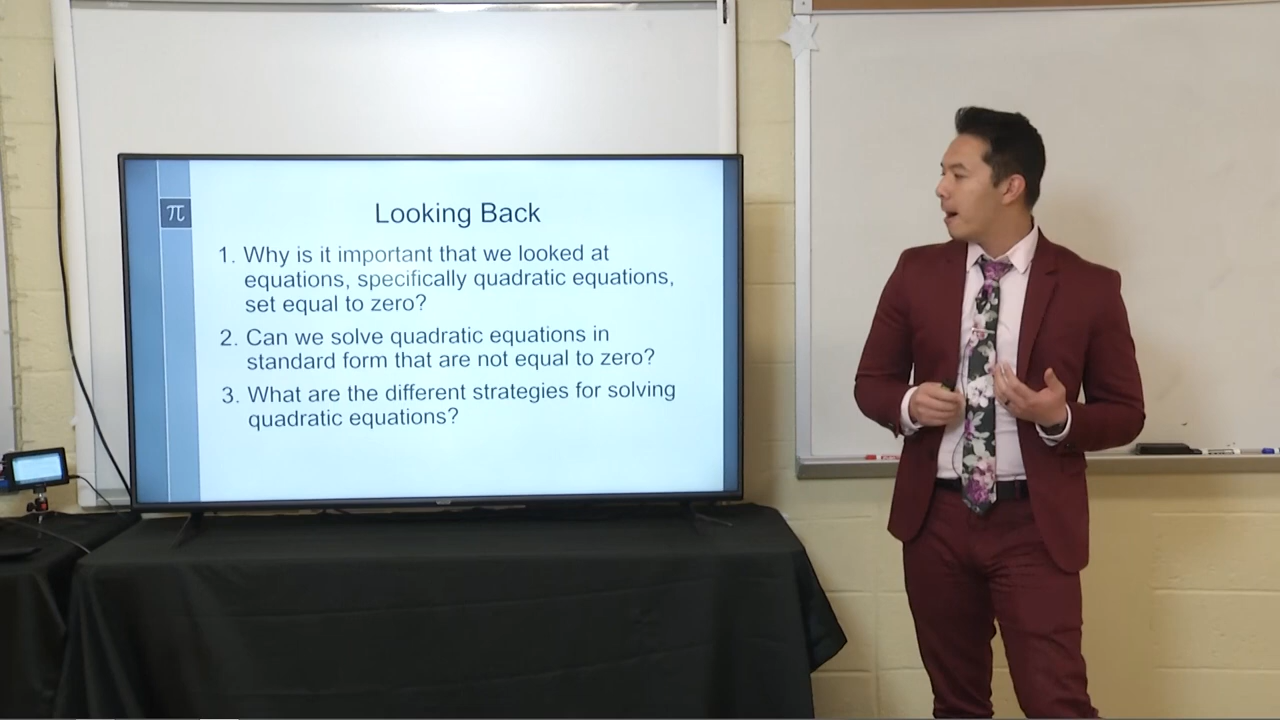 π
Looking Back
1. Why is it important that we looked at
equations, specifically quadratic equations,
set equal to zero?
2. Can we solve quadratic equations in
standard form that are not equal to zero?
3. What are the different strategies for solving
quadratic equations?